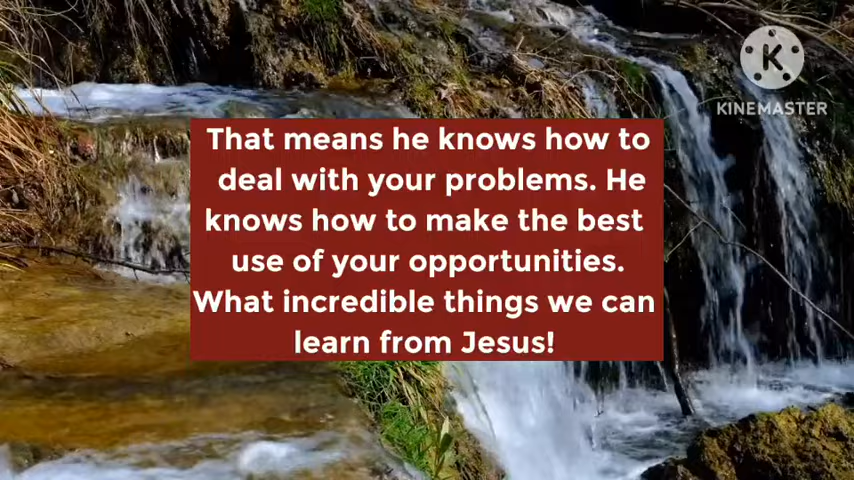 K
KINEMASTER
That means he knows how to
deal with your problems. He
knows how to make the best
use of your opportunities.
What incredible things we can
learn from Jesus!